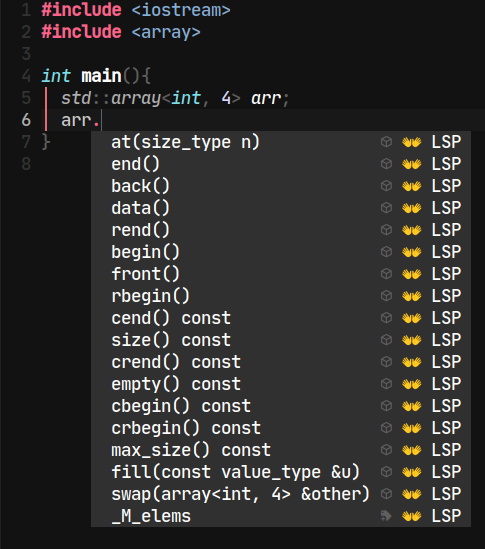 1 #include <iostream>
2 #include <array>
3
4 int main(){
5 std::array<int, 4> arr;
6 arr.
7 }
8
at(size_type n) 👐 LSP
end() 👐 LSP
back() 👐 LSP
data() 👐 LSP
rend() 👐 LSP
begin() 👐 LSP
front() 👐 LSP
rbegin() 👐 LSP
cend() const 👐 LSP
size() const 👐 LSP
crend() const 👐 LSP
empty() const 👐 LSP
cbegin() const 👐 LSP
crbegin() const 👐 LSP
max_size() const 👐 LSP
fill(const value_type &u) 👐 LSP
swap(array<int, 4> &other) 👐 LSP
_M_elems 👐 LSP